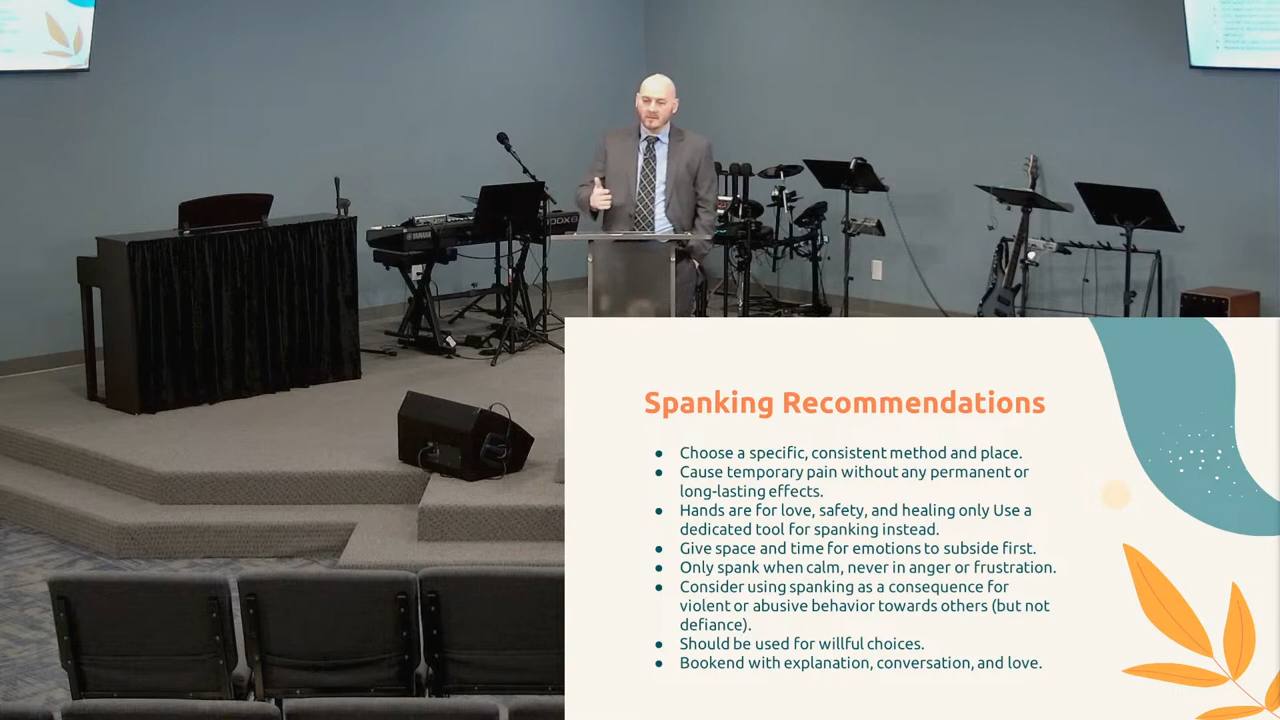 YAMAHA
Spanking Recommendations
● Choose a specific, consistent method and place.
● Cause temporary pain without any permanent or
long-lasting effects.
● Hands are for love, safety, and healing only Use a
dedicated tool for spanking instead.
● Give space and time for emotions to subside first.
● Only spank when calm, never in anger or frustration.
● Consider using spanking as a consequence for
violent or abusive behavior towards others (but not
defiance).
● Should be used for willful choices.
● Bookend with explanation, conversation, and love.